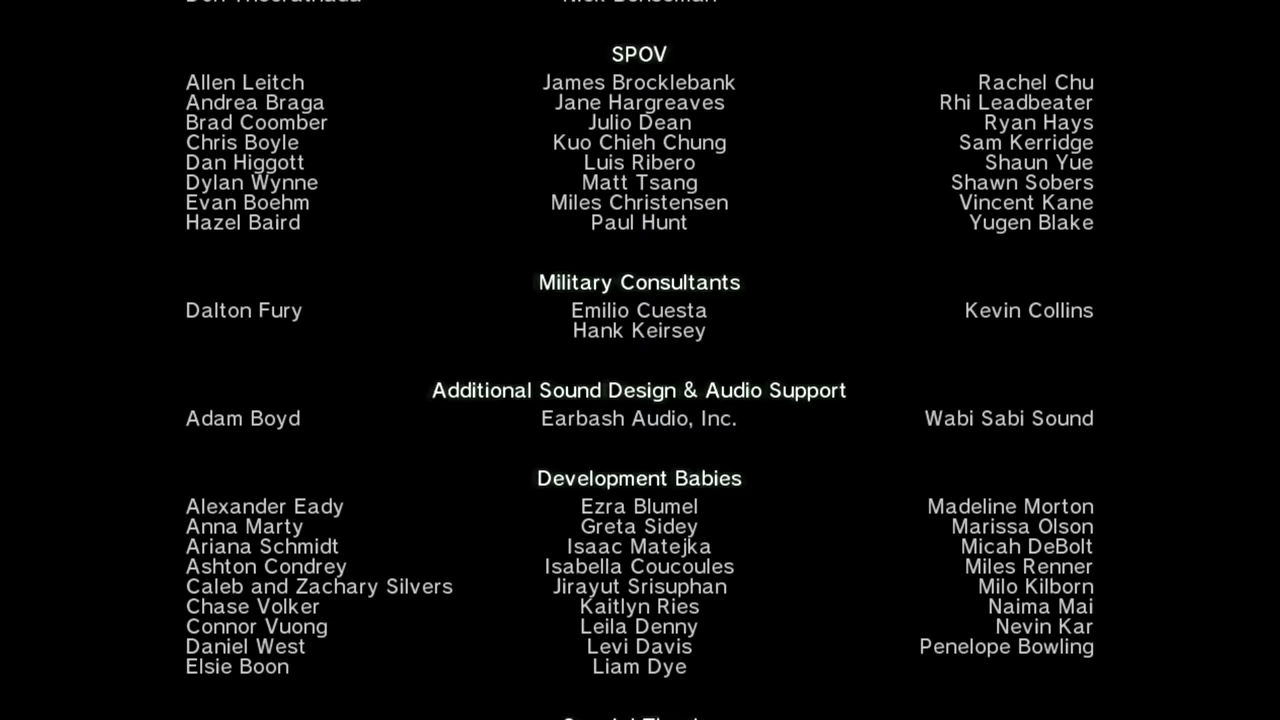 SPOV
Allen Leitch James Brocklebank Rachel Chu
Andrea Braga Jane Hargreaves Rhi Leadbeater
Brad Coomber Julio Dean Ryan Hays
Chris Boyle Kuo Chieh Chung Sam Kerridge
Dan Higgott Luis Ribero Shaun Yue
Dylan Wynne Matt Tsang Shawn Sobers
Evan Boehm Miles Christensen Vincent Kane
Hazel Baird Paul Hunt Yugen Blake
Military Consultants
Dalton Fury Emilio Cuesta Kevin Collins
Hank Keirsey
Additional Sound Design & Audio Support
Adam Boyd Earbash Audio, Inc. Wabi Sabi Sound
Development Babies
Alexander Eady Ezra Blumel Madeline Morton
Anna Marty Greta Sidey Marissa Olson
Ariana Schmidt Isaac Matejka Micah DeBolt
Ashton Condrey Isabella Coucoules Miles Renner
Caleb and Zachary Silvers Jirayut Srisuphan Milo Kilborn
Chase Volker Kaitlyn Ries Naima Mai
Connor Vuong Leila Denny Nevin Kar
Daniel West Levi Davis Penelope Bowling
Elsie Boon Liam Dye